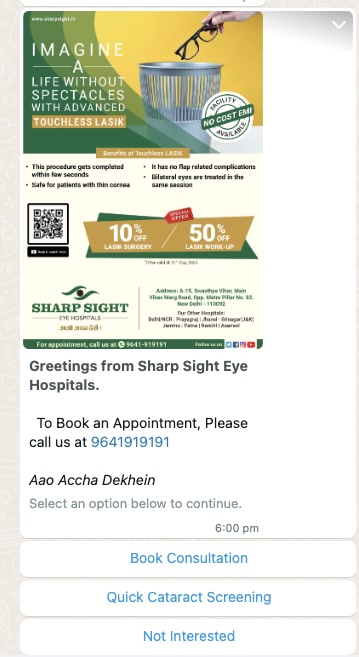 www.sharpsight.in
IMAGINE
A
LIFE WITHOUT
SPECTACLES
WITH ADVANCED
TOUCHLESS LASIK
FACILITY
NO COST EMI
AVAILABLE
Benefits of Touchless LASIK
• This procedure gets completed
within few seconds
• Safe for patients with thin cornea
• It has no flap related complications
• Bilateral eyes are treated in the
same session
SPECIAL
OFFER
10% OFF
LASIK SURGERY
50% OFF
LASIK WORK-UP
SHARP SIGHT
EYE HOSPITALS
आओ अच्छा देखें!
Address: A-15, Swasthya Vihar, Main
Vikas Marg Road, Opp. Metro Pillar No. 82,
New Delhi - 110092
Our Other Hospitals:
Delhi/NCR | Prayagraj | Jhansi | Srinagar(J&K)
Jammu | Patna | Ranchi | Asansol
For appointment, call us at 9641-919191
Follow us on
Greetings from Sharp Sight Eye
Hospitals.
To Book an Appointment, Please
call us at 9641919191
Aao Accha Dekhein
Select an option below to continue.
6:00 pm
Book Consultation
Quick Cataract Screening
Not Interested